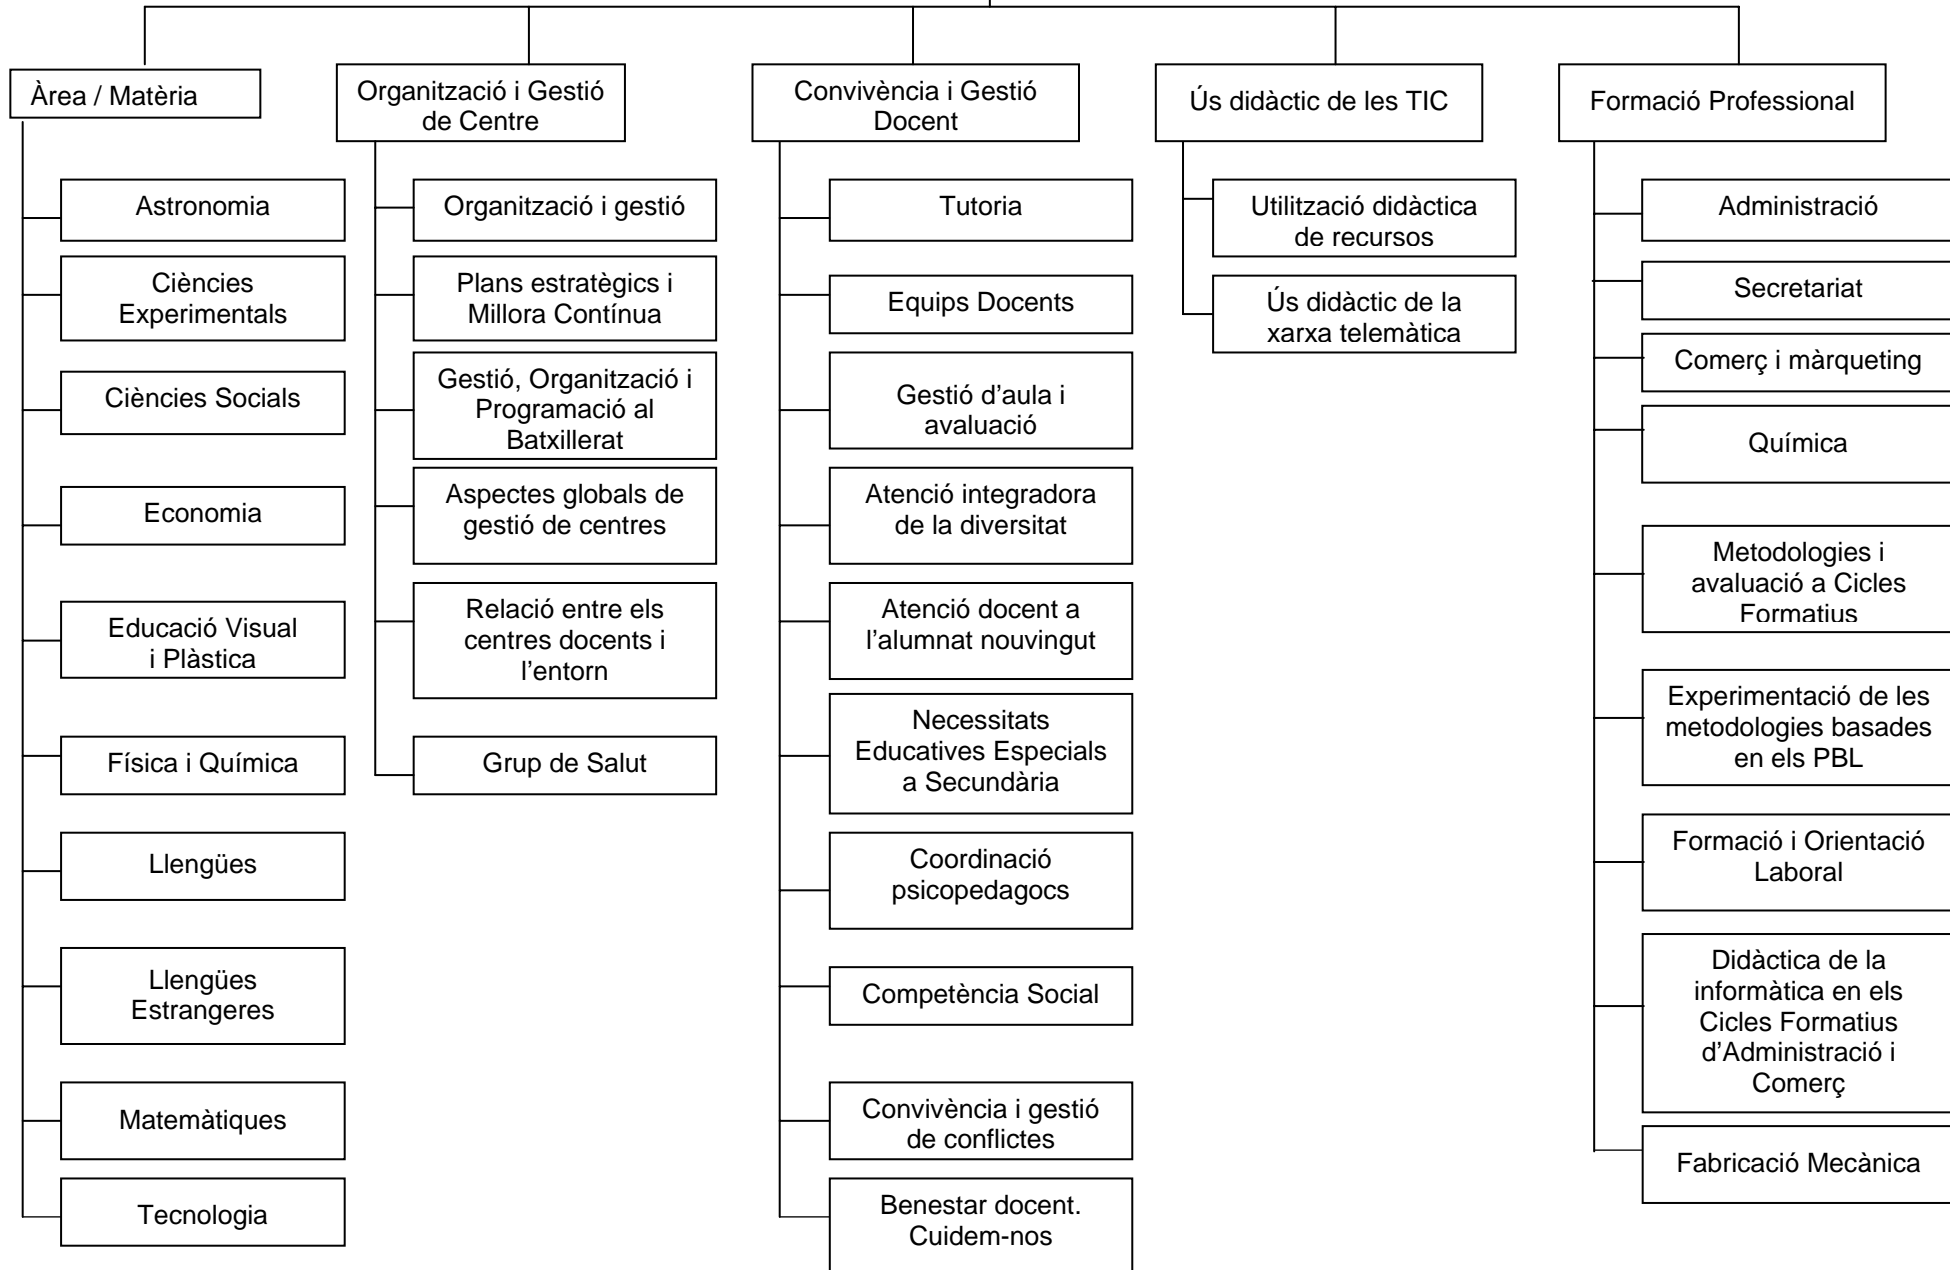 Àrea / Matèria
Astronomia
Ciències
Experimentals
Ciències Socials
Economia
Educació Visual
i Plàstica
Física i Química
Llengües
Llengües
Estrangeres
Matemàtiques
Tecnologia
Organització i Gestió
de Centre
Organització i gestió
Plans estratègics i
Millora Contínua
Gestió, Organització i
Programació al
Batxillerat
Aspectes globals de
gestió de centres
Relació entre els
centres docents i
l’entorn
Grup de Salut
Convivència i Gestió
Docent
Tutoria
Equips Docents
Gestió d’aula i
avaluació
Atenció integradora
de la diversitat
Atenció docent a
l’alumnat nouvingut
Necessitats
Educatives Especials
a Secundària
Coordinació
psicopedagocs
Competència Social
Convivència i gestió
de conflictes
Benestar docent.
Cuidem-nos
Ús didàctic de les TIC
Utilització didàctica
de recursos
Ús didàctic de la
xarxa telemàtica
Formació Professional
Administració
Secretariat
Comerç i màrqueting
Química
Metodologies i
avaluació a Cicles
Formatius
Experimentació de les
metodologies basades
en els PBL
Formació i Orientació
Laboral
Didàctica de la
informàtica en els
Cicles Formatius
d’Administració i
Comerç
Fabricació Mecànica